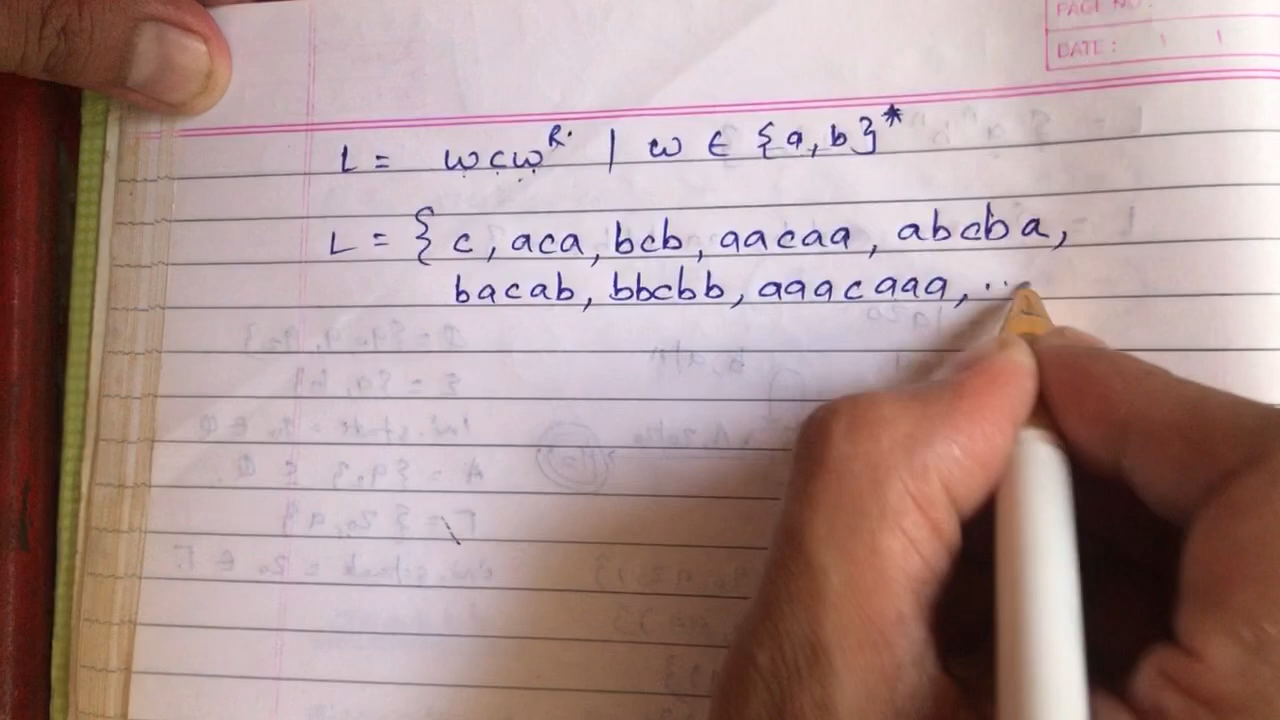 PAGE NO.
DATE :
L = wcw^R. | w ∈ {a, b}*
L = { c, aca, bcb, aacaa, abcba,
bacab, bbcbb, aaacaaa, ...